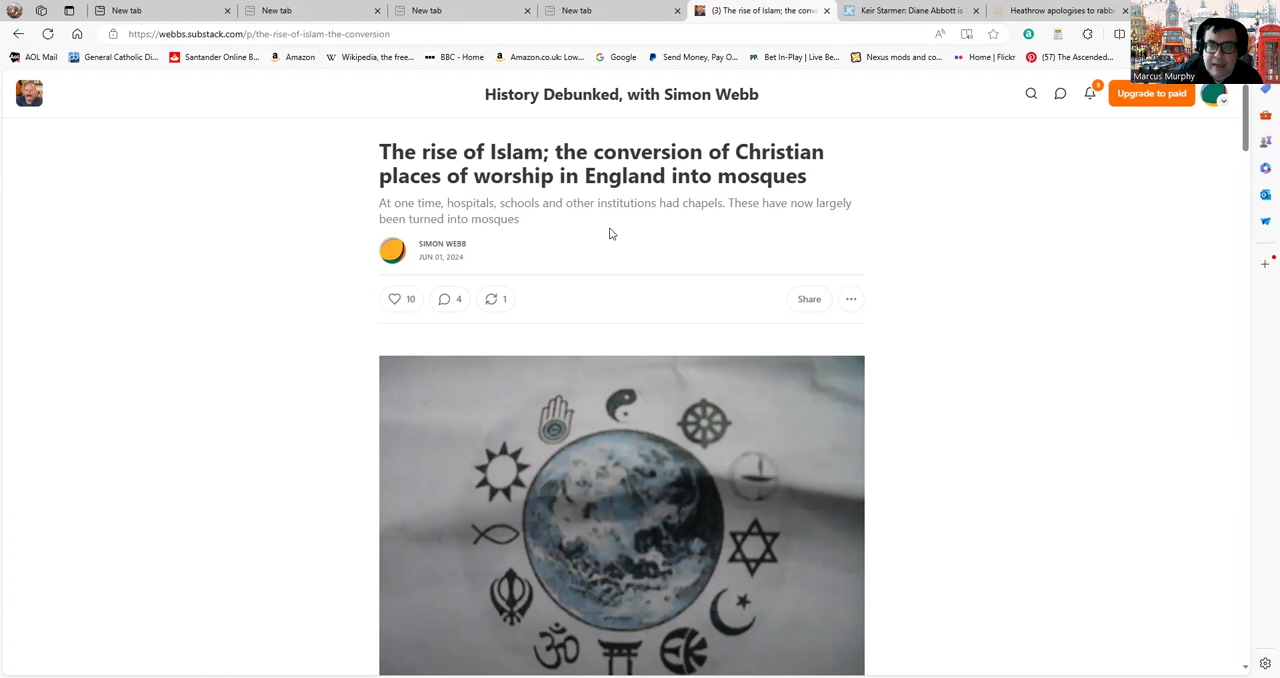 New tab
New tab
New tab
New tab
(3) The rise of Islam; the conv
Keir Starmer: Diane Abbott is
Heathrow apologises to rabbi
https://webbs.substack.com/p/the-rise-of-islam-the-conversion
AOL Mail
General Catholic Di...
Santander Online B...
Amazon
Wikipedia, the free...
BBC - Home
Amazon.co.uk: Low...
Google
Send Money, Pay O...
Bet In-Play | Live Be...
Nexus mods and co...
Home | Flickr
(57) The Ascended...
Marcus Murphy
History Debunked, with Simon Webb
3
Upgrade to paid
The rise of Islam; the conversion of Christian
places of worship in England into mosques
At one time, hospitals, schools and other institutions had chapels. These have now largely
been turned into mosques
SIMON WEBB
JUN 01, 2024
10
4
1
Share